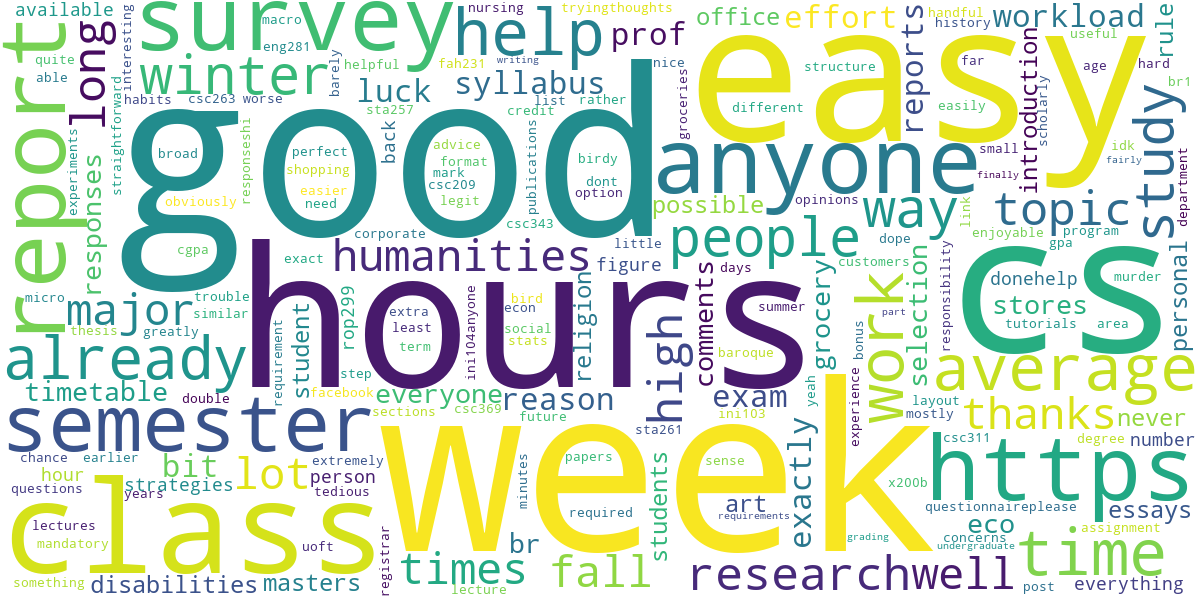 available
macro
nursing
tryingthoughts
handful
history
workload
rule
survey
help
prof
office
effort
reports
useful
report
long
interesting
eng281
fah231
writing
nice
structure
far
age
hard
quite
able
winter
helpful
barely
luck
syllabus
groceries
easy
br1
habits
csc263
worse
sta257
credit
list
rather
different
easily
scholarly
study
straightforward
experiments
responses
responseshi
good
broad
perfect
shopping
easier
need
obviously
back
advice
format
mark
csc209
legit
publications
birdy
dont
option
csc343
anyone
small
introduction
idk
fairly
finally
department
possible
opinions
way
link
topic
enjoyable
program
gpa
cgpa
corporate
exact
humanities
little
figure
people
dope
days
customers
cs
donehelp
murder
personal
micro
major
trouble
similar
thesis
greatly
hours
extra
least
term
rop299
student
requirement
ini104anyone
bird
econ
social
stats
religion
high
comments
summer
baroque
grocery
work
part
selection
responsibility
stores
tutorials
area
already
timetable
double
step
facebook
everyone
sections
csc369
reason
future
exam
ini103
yeah
bonus
experience
layout
mostly
average
thanks
never
semester
sta261
exactly
csc311
degree
number
chance
earlier
hour
bit
lot
extremely
person
tedious
strategies
questions
years
week
minutes
papers
sense
required
students
art
requirements
x200b
https
questionnaireplease
essays
class
lectures
mandatory
uoft
registrar
br
grading
eco
concerns
undergraduate
assignment
time
something
disabilities
masters
times
lecture
fall
researchwell
post
everything